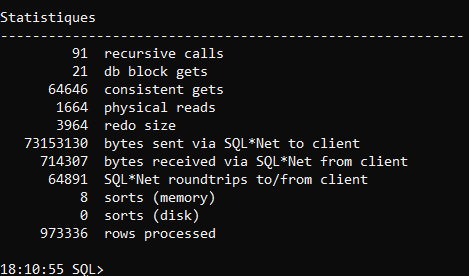 Statistiques
----------------------------------------------------------
91 recursive calls
21 db block gets
64646 consistent gets
1664 physical reads
3964 redo size
73153130 bytes sent via SQL*Net to client
714307 bytes received via SQL*Net from client
64891 SQL*Net roundtrips to/from client
8 sorts (memory)
0 sorts (disk)
973336 rows processed
18:10:55 SQL>